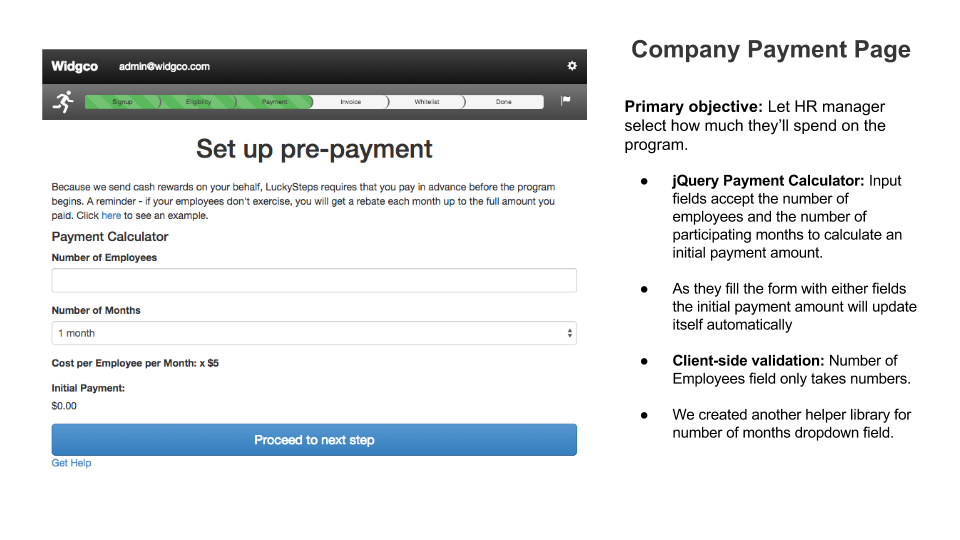 Company Payment Page
Widgco admin@widgco.com
Signup Eligibility Payment Invoice Whitelist Done
Set up pre-payment
Because we send cash rewards on your behalf, LuckySteps requires that you pay in advance before the program
begins. A reminder - if your employees don't exercise, you will get a rebate each month up to the full amount you
paid. Click here to see an example.
Payment Calculator
Number of Employees
Number of Months
1 month
Cost per Employee per Month: x $5
Initial Payment:
$0.00
Proceed to next step
Get Help
Primary objective: Let HR manager
select how much they’ll spend on the
program.
● jQuery Payment Calculator: Input
fields accept the number of
employees and the number of
participating months to calculate an
initial payment amount.
● As they fill the form with either fields
the initial payment amount will update
itself automatically
● Client-side validation: Number of
Employees field only takes numbers.
● We created another helper library for
number of months dropdown field.